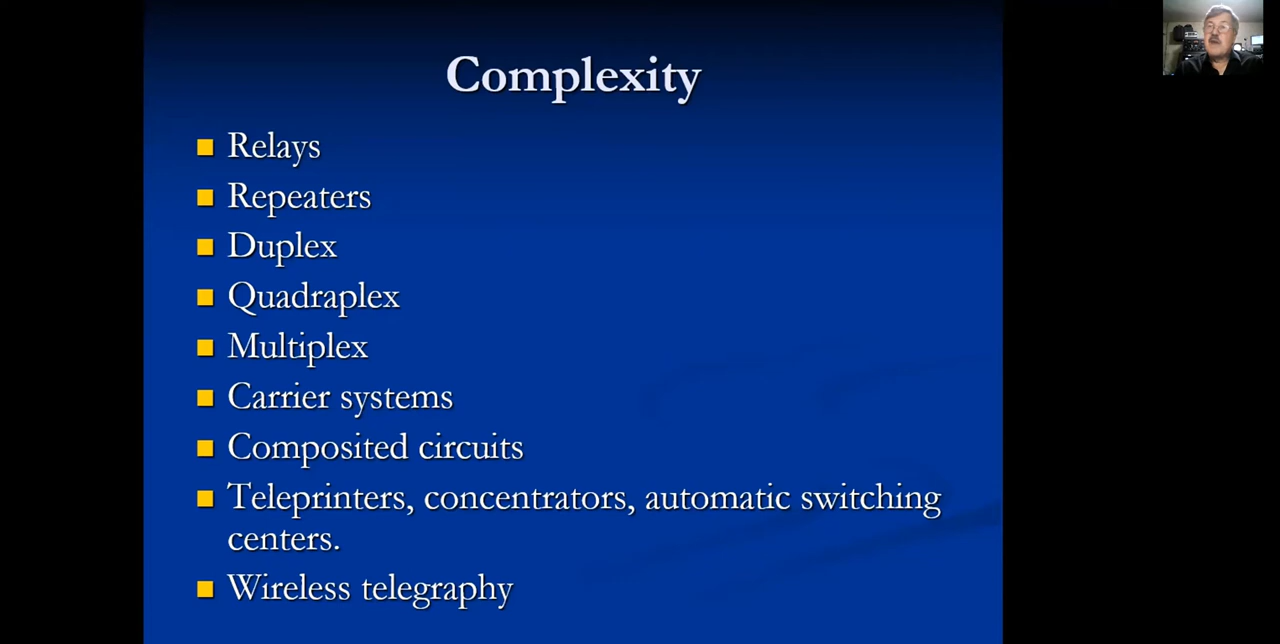 Complexity
Relays
Repeaters
Duplex
Quadraplex
Multiplex
Carrier systems
Composited circuits
Teleprinters, concentrators, automatic switching
centers.
Wireless telegraphy